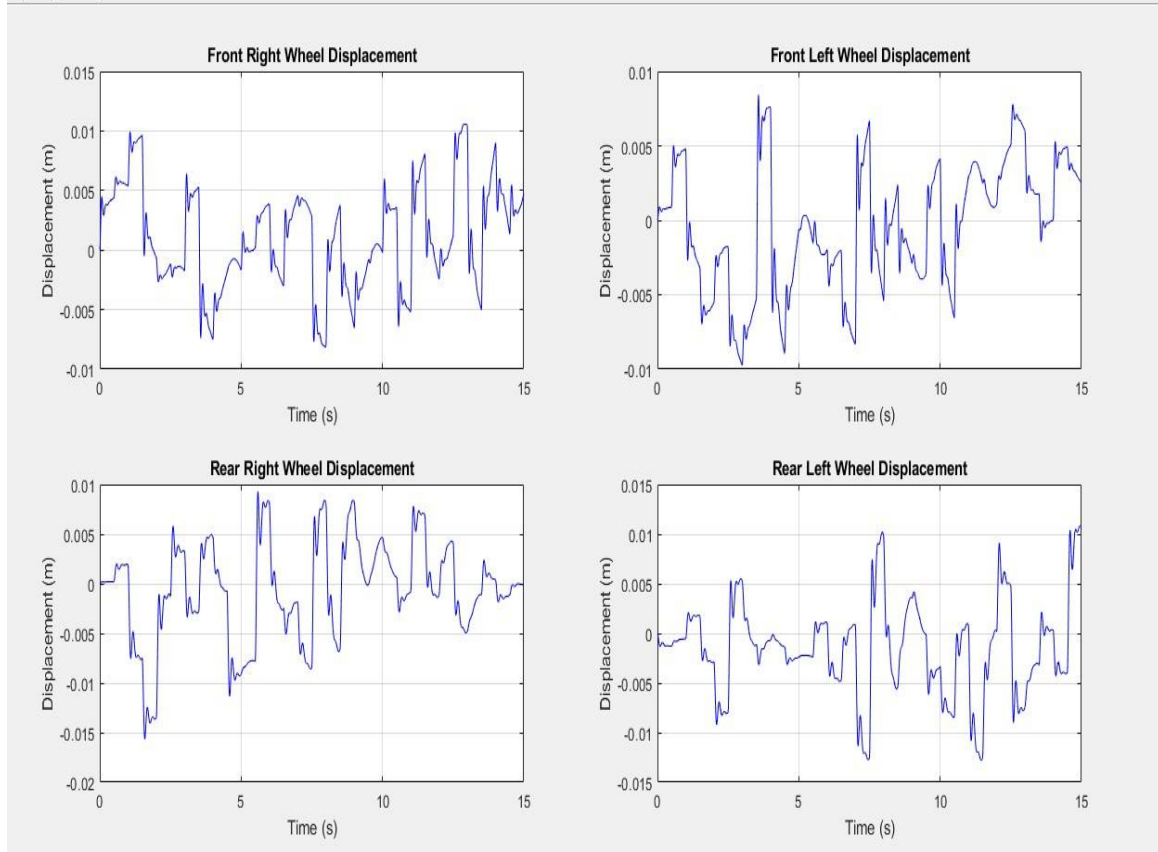 Front Right Wheel Displacement
0.015
0.01
0.005
0
-0.005
-0.01
Displacement (m)
0 5 10 15
Time (s)
Front Left Wheel Displacement
0.01
0.005
0
-0.005
-0.01
Displacement (m)
0 5 10 15
Time (s)
Rear Right Wheel Displacement
0.01
0.005
0
-0.005
-0.01
-0.015
-0.02
Displacement (m)
0 5 10 15
Time (s)
Rear Left Wheel Displacement
0.015
0.01
0.005
0
-0.005
-0.01
-0.015
Displacement (m)
0 5 10 15
Time (s)